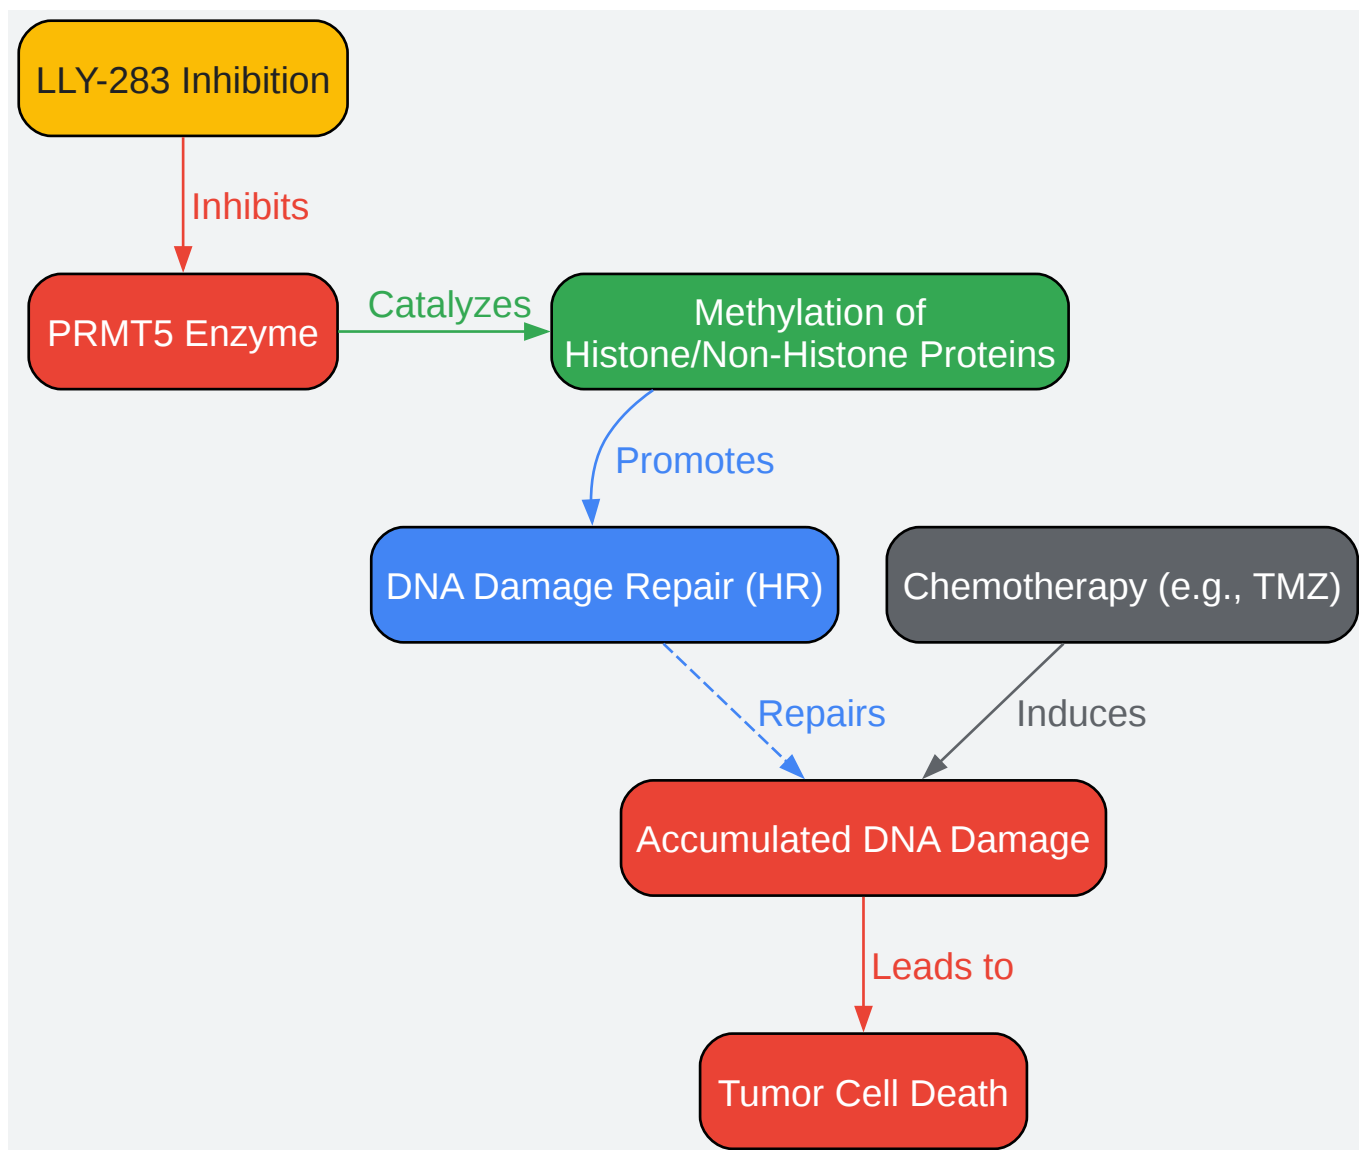 LLY-283 Inhibition
Inhibits
PRMT5 Enzyme
Catalyzes
Methylation of
Histone/Non-Histone Proteins
Promotes
DNA Damage Repair (HR)
Chemotherapy (e.g., TMZ)
Repairs
Induces
Accumulated DNA Damage
Leads to
Tumor Cell Death